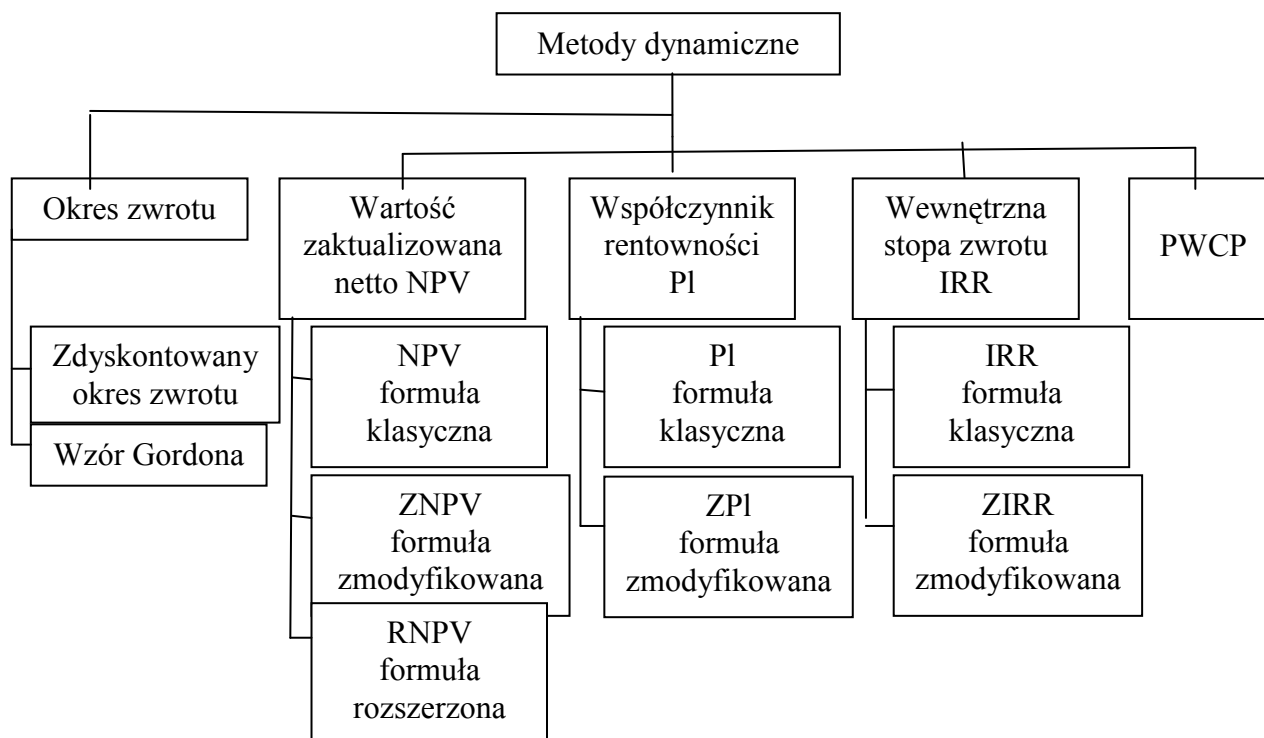 Metody dynamiczne
Okres zwrotu
Wartość
zaktualizowana
netto NPV
Współczynnik
rentowności
Pl
Wewnętrzna
stopa zwrotu
IRR
PWCP
Zdyskontowany
okres zwrotu
Wzór Gordona
NPV
formuła
klasyczna
ZNPV
formuła
zmodyfikowana
RNPV
formuła
rozszerzona
Pl
formuła
klasyczna
ZPl
formuła
zmodyfikowana
IRR
formuła
klasyczna
ZIRR
formuła
zmodyfikowana